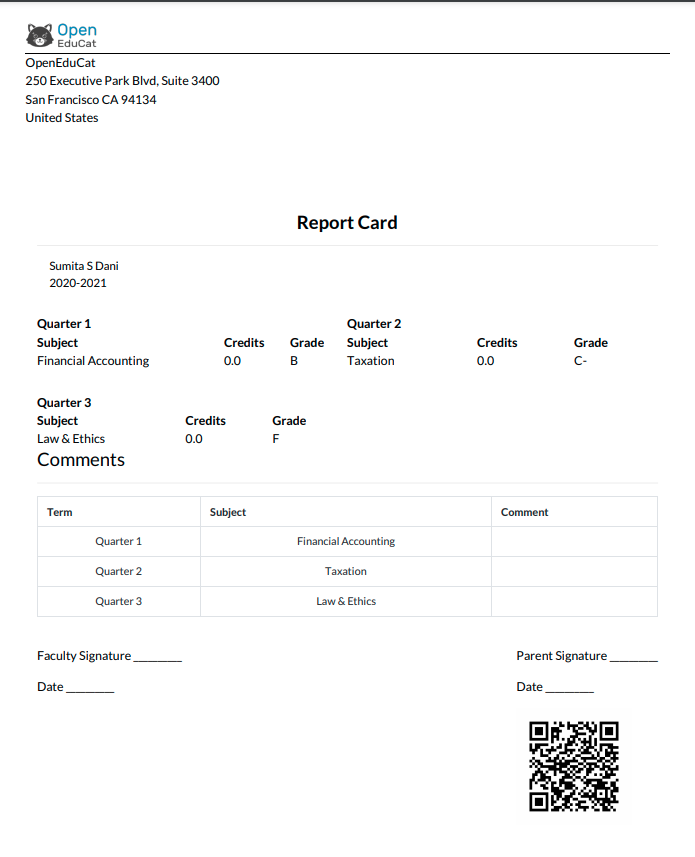 Open
EduCat
OpenEduCat
250 Executive Park Blvd, Suite 3400
San Francisco CA 94134
United States
Report Card
Sumita S Dani
2020-2021
Quarter 1
Subject Credits Grade
Financial Accounting 0.0 B
Quarter 2
Subject Credits Grade
Taxation 0.0 C-
Quarter 3
Subject Credits Grade
Law & Ethics 0.0 F
Comments
Term Subject Comment
Quarter 1 Financial Accounting
Quarter 2 Taxation
Quarter 3 Law & Ethics
Faculty Signature ________ Parent Signature ________
Date ________ Date ________